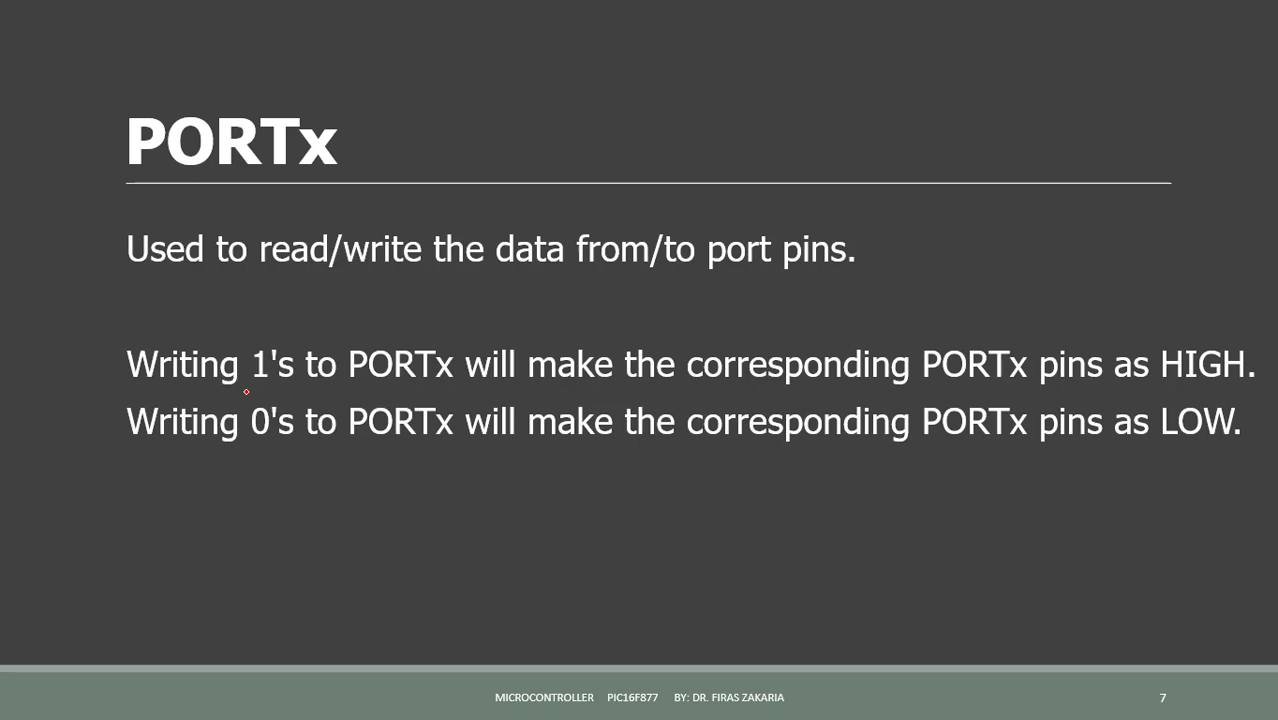 PORTx
Used to read/write the data from/to port pins.
Writing 1's to PORTx will make the corresponding PORTx pins as HIGH.
Writing 0's to PORTx will make the corresponding PORTx pins as LOW.
MICROCONTROLLER PIC16F877 BY: DR. FIRAS ZAKARIA 7